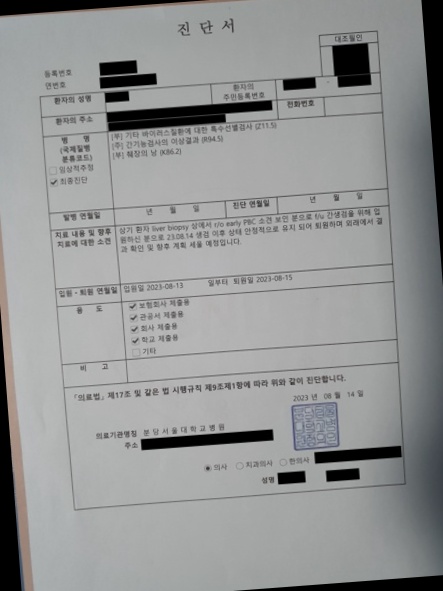 진 단 서
등록번호
연번호
대조필인
환자의 성명
환자의
주민등록번호
-
환자의 주소
전화번호
병 명
(국제질병
분류코드)
임상적추정
최종진단
[부] 기타 바이러스질환에 대한 특수선별검사 (Z11.5)
[주] 간기능검사의 이상결과 (R94.5)
[부] 췌장의 낭 (K86.2)
발병 연월일
년 월 일
진단 연월일
년 월 일
치료 내용 및 향후
치료에 대한 소견
상기 환자 liver biopsy 상에서 r/o early PBC 소견 보인 분으로 f/u 간생검을 위해 입
원하신 분으로 23.08.14 생검 이후 상태 안정적으로 유지 되어 퇴원하며 외래에서 결
과 확인 및 향후 계획 세울 예정입니다.
입원·퇴원 연월일
입원일 2023-08-13 일부터 퇴원일 2023-08-15
용 도
보험회사 제출용
관공서 제출용
회사 제출용
학교 제출용
기타
비 고
「의료법」 제17조 및 같은 법 시행규칙 제9조제1항에 따라 위와 같이 진단합니다.
2023 년 08 월 14 일
의료기관명칭 분당서울대학교병원
주소
의사 치과의사 한의사
성명